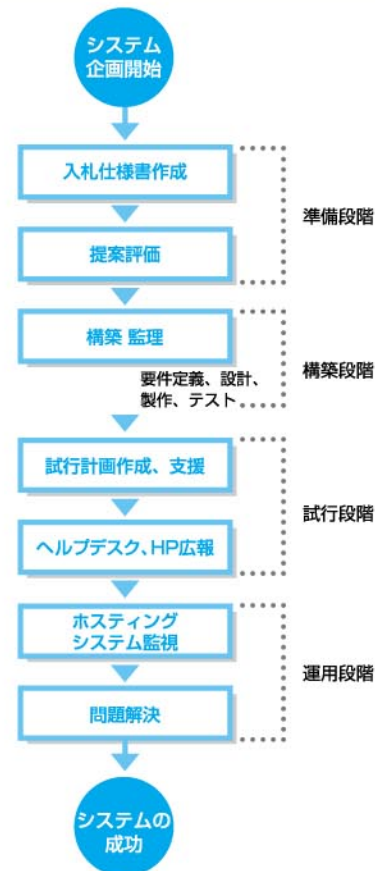 システム
企画開始
入札仕様書作成
準備段階
提案評価
構築 監理
要件定義、設計、
製作、テスト
構築段階
試行計画作成、支援
試行段階
ヘルプデスク、HP広報
ホスティング
システム監視
運用段階
問題解決
システムの
成功